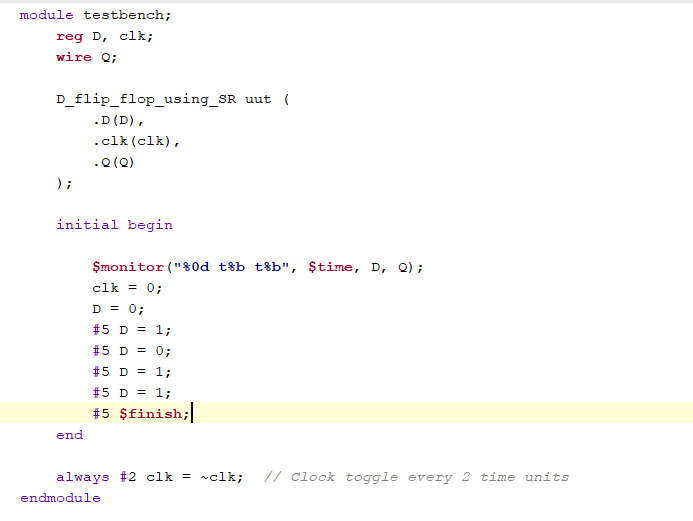 module testbench;
reg D, clk;
wire Q;
D_flip_flop_using_SR uut (
.D(D),
.clk(clk),
.Q(Q)
);
initial begin
$monitor("%0d t%b t%b", $time, D, Q);
clk = 0;
D = 0;
#5 D = 1;
#5 D = 0;
#5 D = 1;
#5 D = 1;
#5 $finish;
end
always #2 clk = ~clk;  // Clock toggle every 2 time units
endmodule